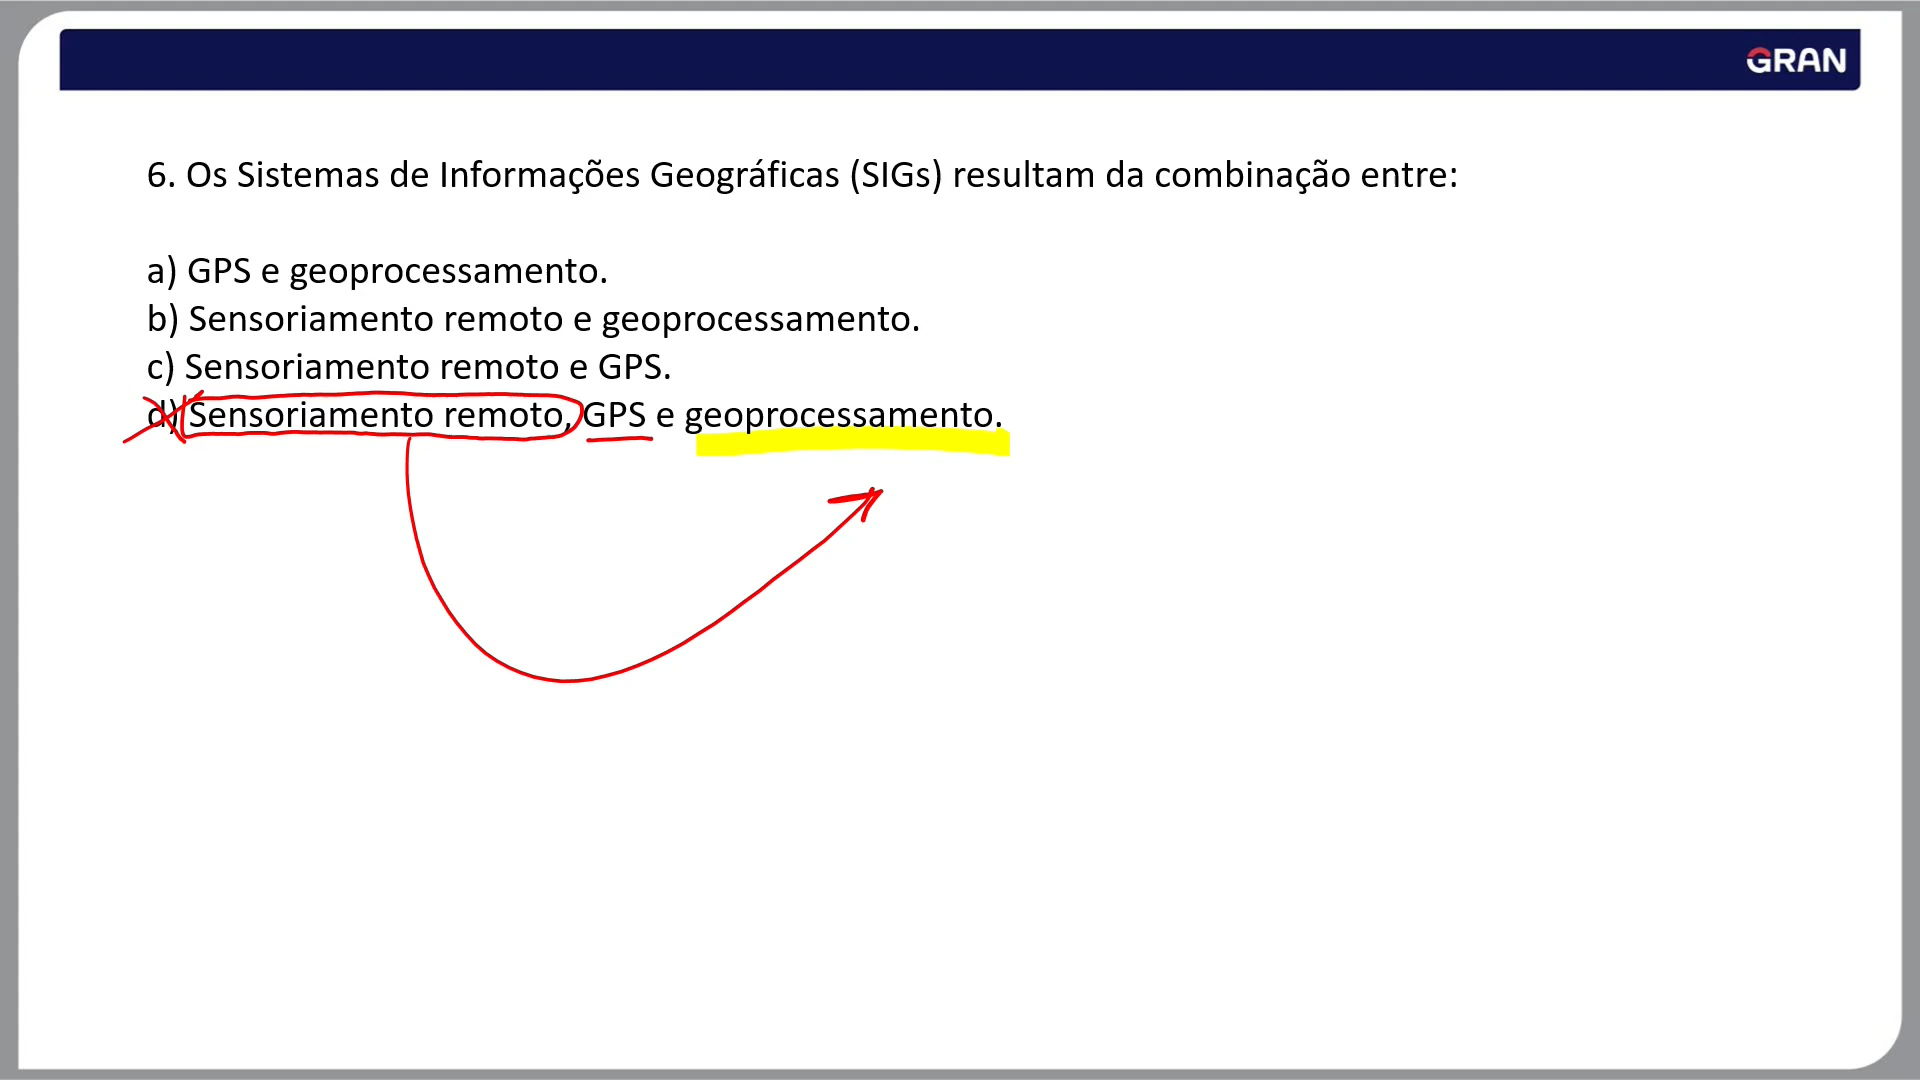 GRAN
6. Os Sistemas de Informações Geográficas (SIGs) resultam da combinação entre:
a) GPS e geoprocessamento.
b) Sensoriamento remoto e geoprocessamento.
c) Sensoriamento remoto e GPS.
d) Sensoriamento remoto, GPS e geoprocessamento.